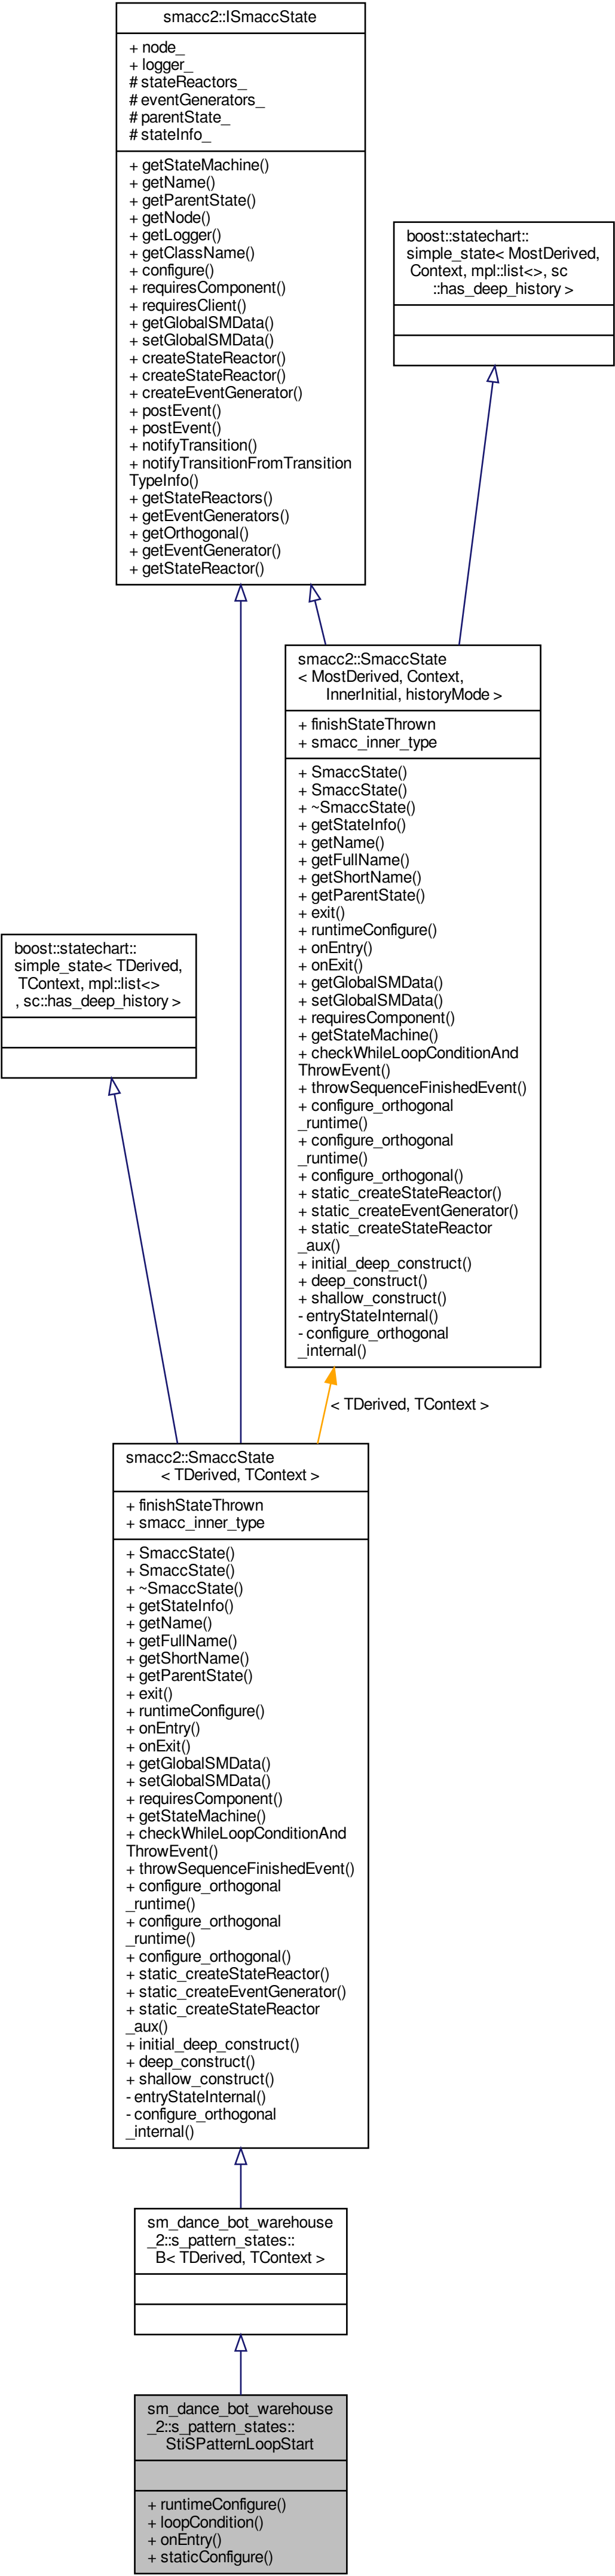 smacc2::ISmaccState
+ node_
+ logger_
# stateReactors_
# eventGenerators_
# parentState_
# stateInfo_
+ getStateMachine()
+ getName()
+ getParentState()
+ getNode()
+ getLogger()
+ getClassName()
+ configure()
+ requiresComponent()
+ requiresClient()
+ getGlobalSMData()
+ setGlobalSMData()
+ createStateReactor()
+ createStateReactor()
+ createEventGenerator()
+ postEvent()
+ postEvent()
+ notifyTransition()
+ notifyTransitionFromTransition
TypeInfo()
+ getStateReactors()
+ getEventGenerators()
+ getOrthogonal()
+ getEventGenerator()
+ getStateReactor()
boost::statechart::
simple_state< MostDerived,
Context, mpl::list<>, sc
::has_deep_history >
smacc2::SmaccState
< MostDerived, Context,
InnerInitial, historyMode >
+ finishStateThrown
+ smacc_inner_type
+ SmaccState()
+ SmaccState()
+ ~SmaccState()
+ getStateInfo()
+ getName()
+ getFullName()
+ getShortName()
+ getParentState()
+ exit()
+ runtimeConfigure()
+ onEntry()
+ onExit()
+ getGlobalSMData()
+ setGlobalSMData()
+ requiresComponent()
+ getStateMachine()
+ checkWhileLoopConditionAnd
ThrowEvent()
+ throwSequenceFinishedEvent()
+ configure_orthogonal
_runtime()
+ configure_orthogonal
_runtime()
+ configure_orthogonal()
+ static_createStateReactor()
+ static_createEventGenerator()
+ static_createStateReactor
_aux()
+ initial_deep_construct()
+ deep_construct()
+ shallow_construct()
- entryStateInternal()
- configure_orthogonal
_internal()
boost::statechart::
simple_state< TDerived,
TContext, mpl::list<>
, sc::has_deep_history >
< TDerived, TContext >
smacc2::SmaccState
< TDerived, TContext >
+ finishStateThrown
+ smacc_inner_type
+ SmaccState()
+ SmaccState()
+ ~SmaccState()
+ getStateInfo()
+ getName()
+ getFullName()
+ getShortName()
+ getParentState()
+ exit()
+ runtimeConfigure()
+ onEntry()
+ onExit()
+ getGlobalSMData()
+ setGlobalSMData()
+ requiresComponent()
+ getStateMachine()
+ checkWhileLoopConditionAnd
ThrowEvent()
+ throwSequenceFinishedEvent()
+ configure_orthogonal
_runtime()
+ configure_orthogonal
_runtime()
+ configure_orthogonal()
+ static_createStateReactor()
+ static_createEventGenerator()
+ static_createStateReactor
_aux()
+ initial_deep_construct()
+ deep_construct()
+ shallow_construct()
- entryStateInternal()
- configure_orthogonal
_internal()
sm_dance_bot_warehouse
_2::s_pattern_states::
B< TDerived, TContext >
sm_dance_bot_warehouse
_2::s_pattern_states::
StiSPatternLoopStart
+ runtimeConfigure()
+ loopCondition()
+ onEntry()
+ staticConfigure()